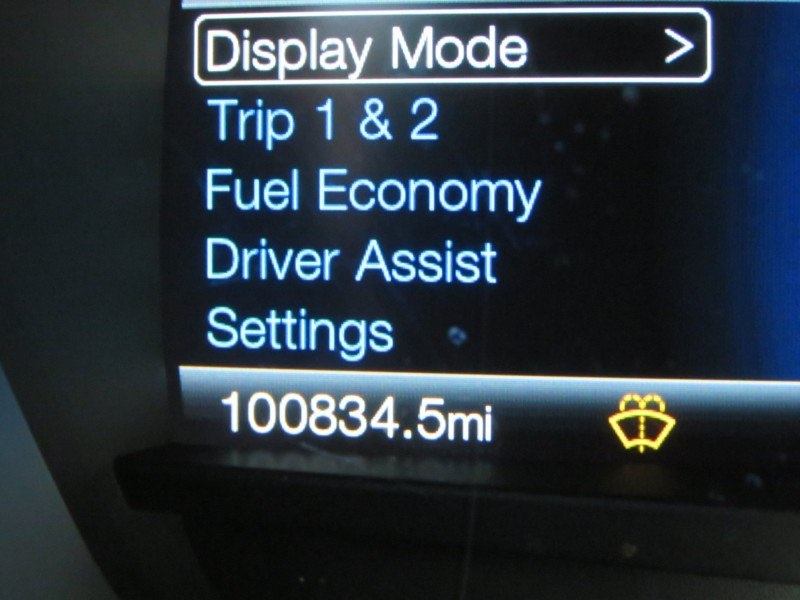 Display Mode >
Trip 1 & 2
Fuel Economy
Driver Assist
Settings
100834.5mi